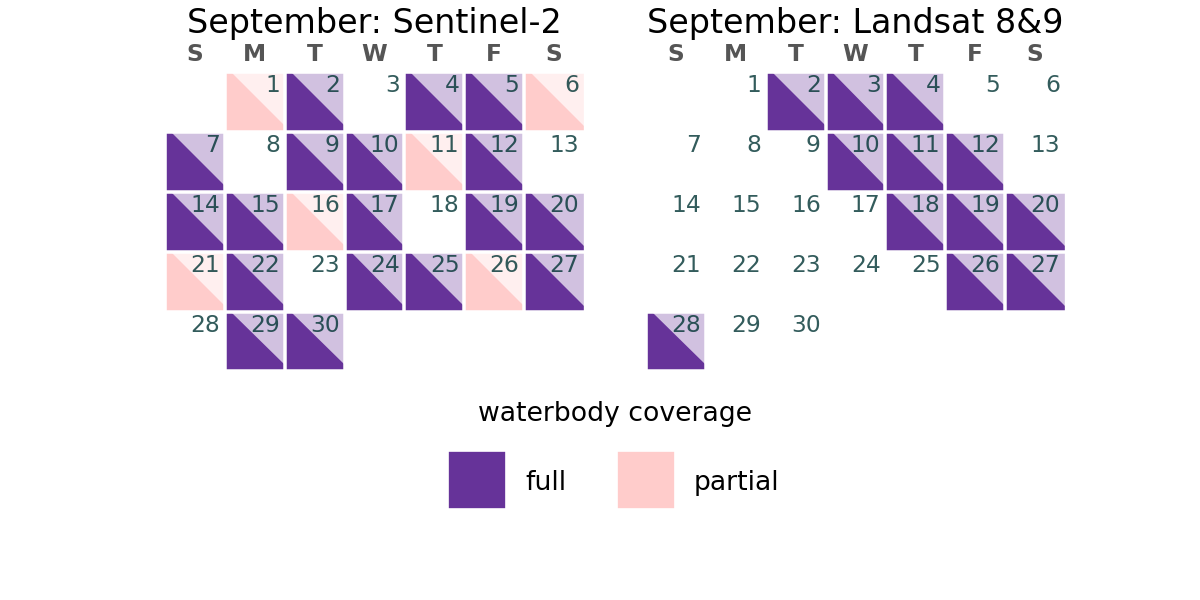 September: Sentinel-2
S M T W T F S
1 2 3 4 5 6
7 8 9 10 11 12 13
14 15 16 17 18 19 20
21 22 23 24 25 26 27
28 29 30
September: Landsat 8&9
S M T W T F S
1 2 3 4 5 6
7 8 9 10 11 12 13
14 15 16 17 18 19 20
21 22 23 24 25 26 27
28 29 30
waterbody coverage
full partial